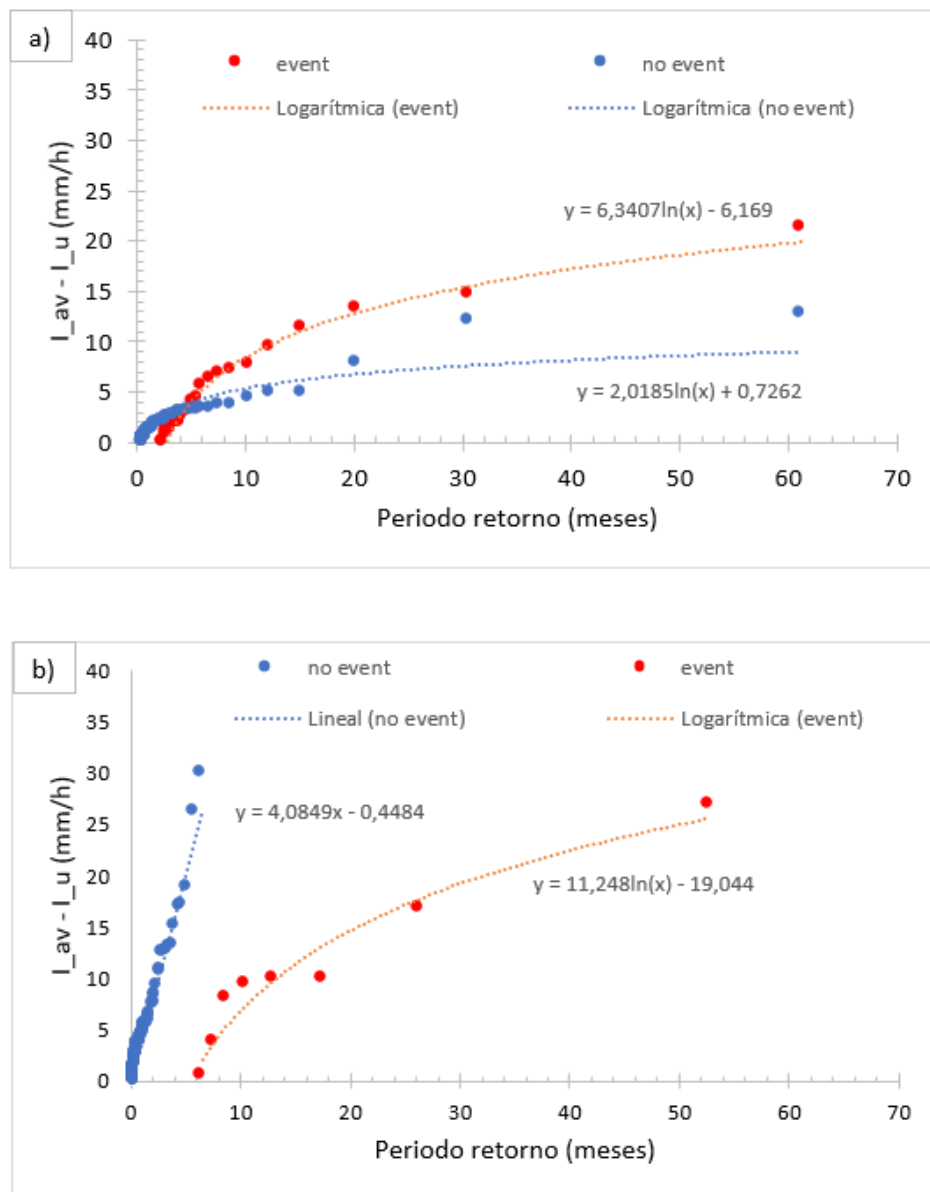 a)
40
35
30
25
20
15
10
5
0
I_av - I_u (mm/h)
event
no event
Logarítmica (event)
Logarítmica (no event)
y = 6,3407ln(x) - 6,169
y = 2,0185ln(x) + 0,7262
0 10 20 30 40 50 60 70
Periodo retorno (meses)
b)
40
35
30
25
20
15
10
5
0
I_av - I_u (mm/h)
no event
event
Lineal (no event)
Logarítmica (event)
y = 4,0849x - 0,4484
y = 11,248ln(x) - 19,044
0 10 20 30 40 50 60 70
Periodo retorno (meses)